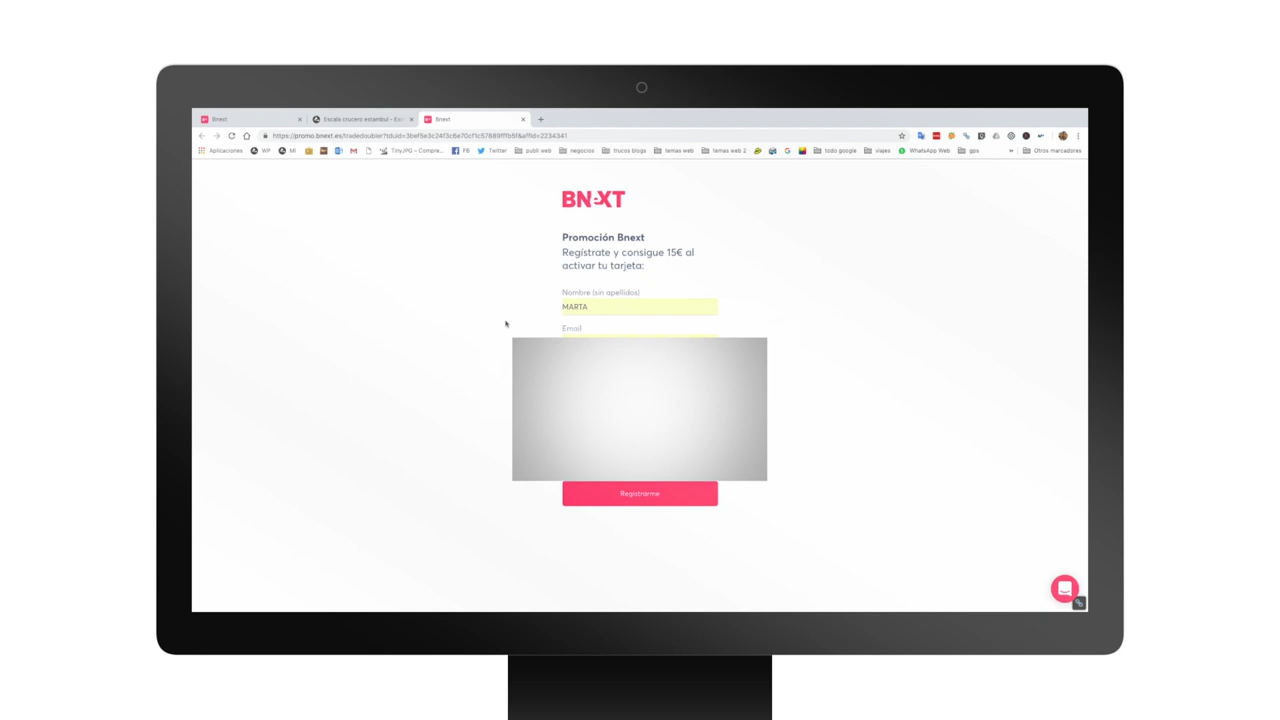 Bnext
Escala crucero estambul - Esc
Bnext
https://promo.bnext.es/tradedoubler?tduid=3bef5e3c24f3c6e70cf1c57889fffb5f&affId=2234341
Aplicaciones WP MI TinyJPG – Compre... FB Twitter publi web negocios trucos blogs temas web temas web 2 todo google viajes WhatsApp Web gps » Otros marcadores
BNeXT
Promoción Bnext
Regístrate y consigue 15€ al
activar tu tarjeta:
Nombre (sin apellidos)
MARTA
Email
Registrarme